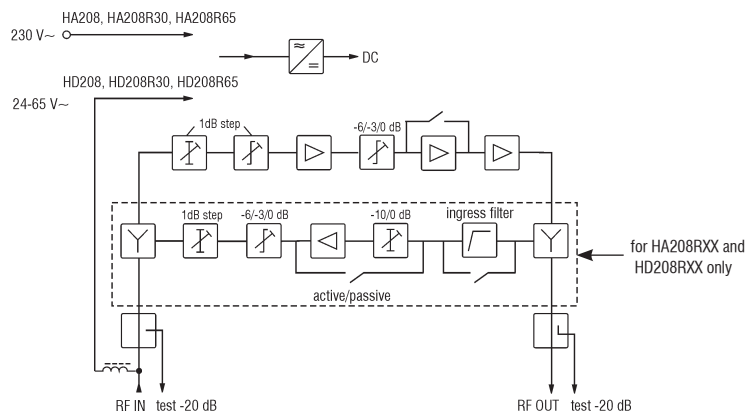 HA208, HA208R30, HA208R65
230 V~
DC
HD208, HD208R30, HD208R65
24-65 V~
1dB step
-6/-3/0 dB
1dB step
-6/-3/0 dB
-10/0 dB
ingress filter
for HA208RXX and
HD208RXX only
active/passive
RF IN
test -20 dB
RF OUT
test -20 dB